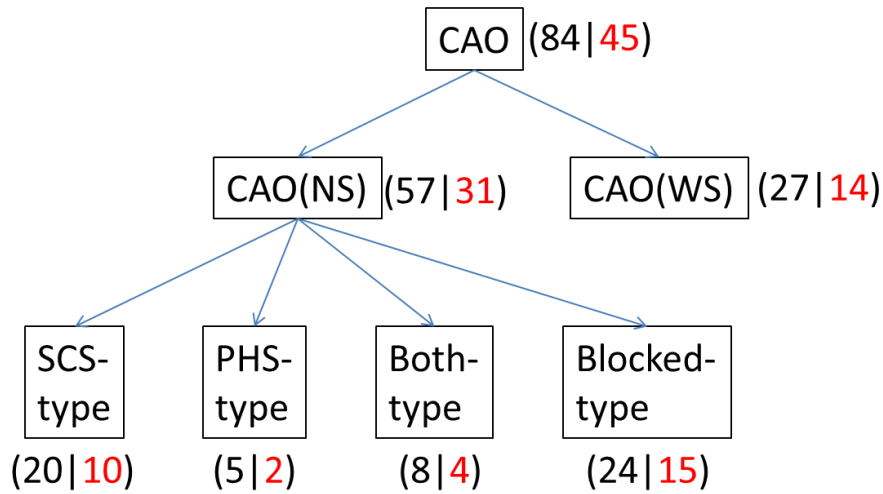 CAO (84|45)
CAO(NS) (57|31) CAO(WS) (27|14)
SCS- PHS- Both- Blocked-
type type type type
(20|10) (5|2) (8|4) (24|15)